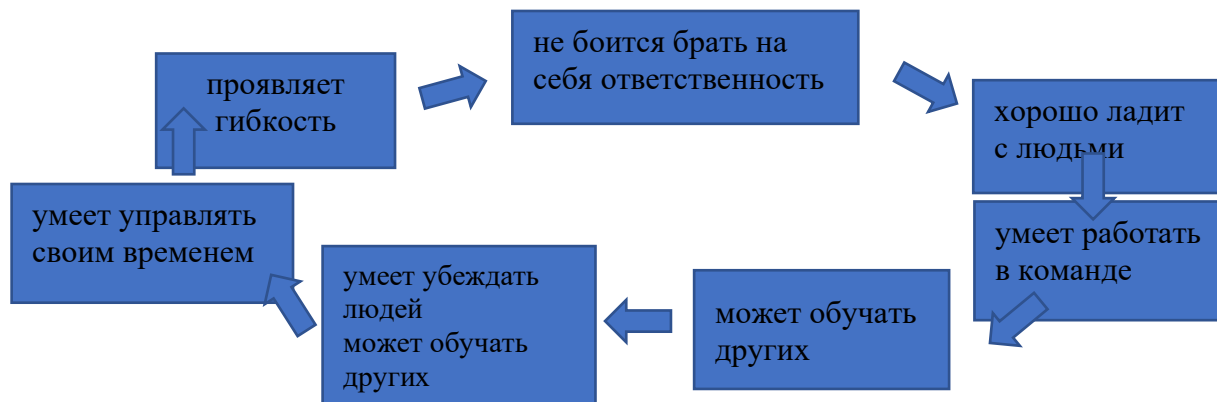 проявляет
гибкость
не боится брать на
себя ответственность
хорошо ладит
с людьми
умеет работать
в команде
может обучать
других
умеет убеждать
людей
может обучать
других
умеет управлять
своим временем